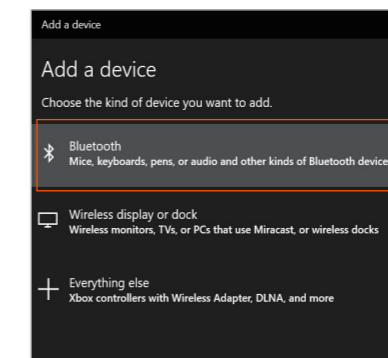 Add a device
Add a device
Choose the kind of device you want to add.
Bluetooth
Mice, keyboards, pens, or audio and other kinds of Bluetooth device
Wireless display or dock
Wireless monitors, TVs, or PCs that use Miracast, or wireless docks
Everything else
Xbox controllers with Wireless Adapter, DLNA, and more